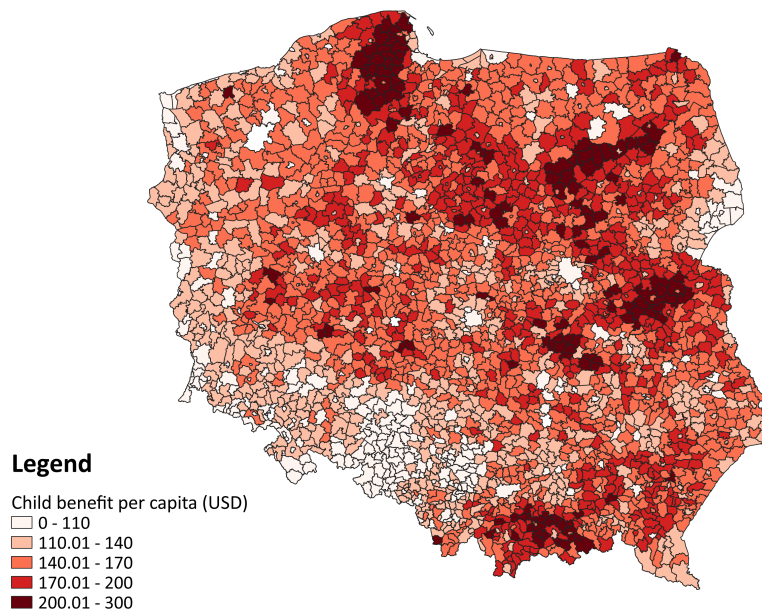 Legend
Child benefit per capita (USD)
0 - 110
110.01 - 140
140.01 - 170
170.01 - 200
200.01 - 300